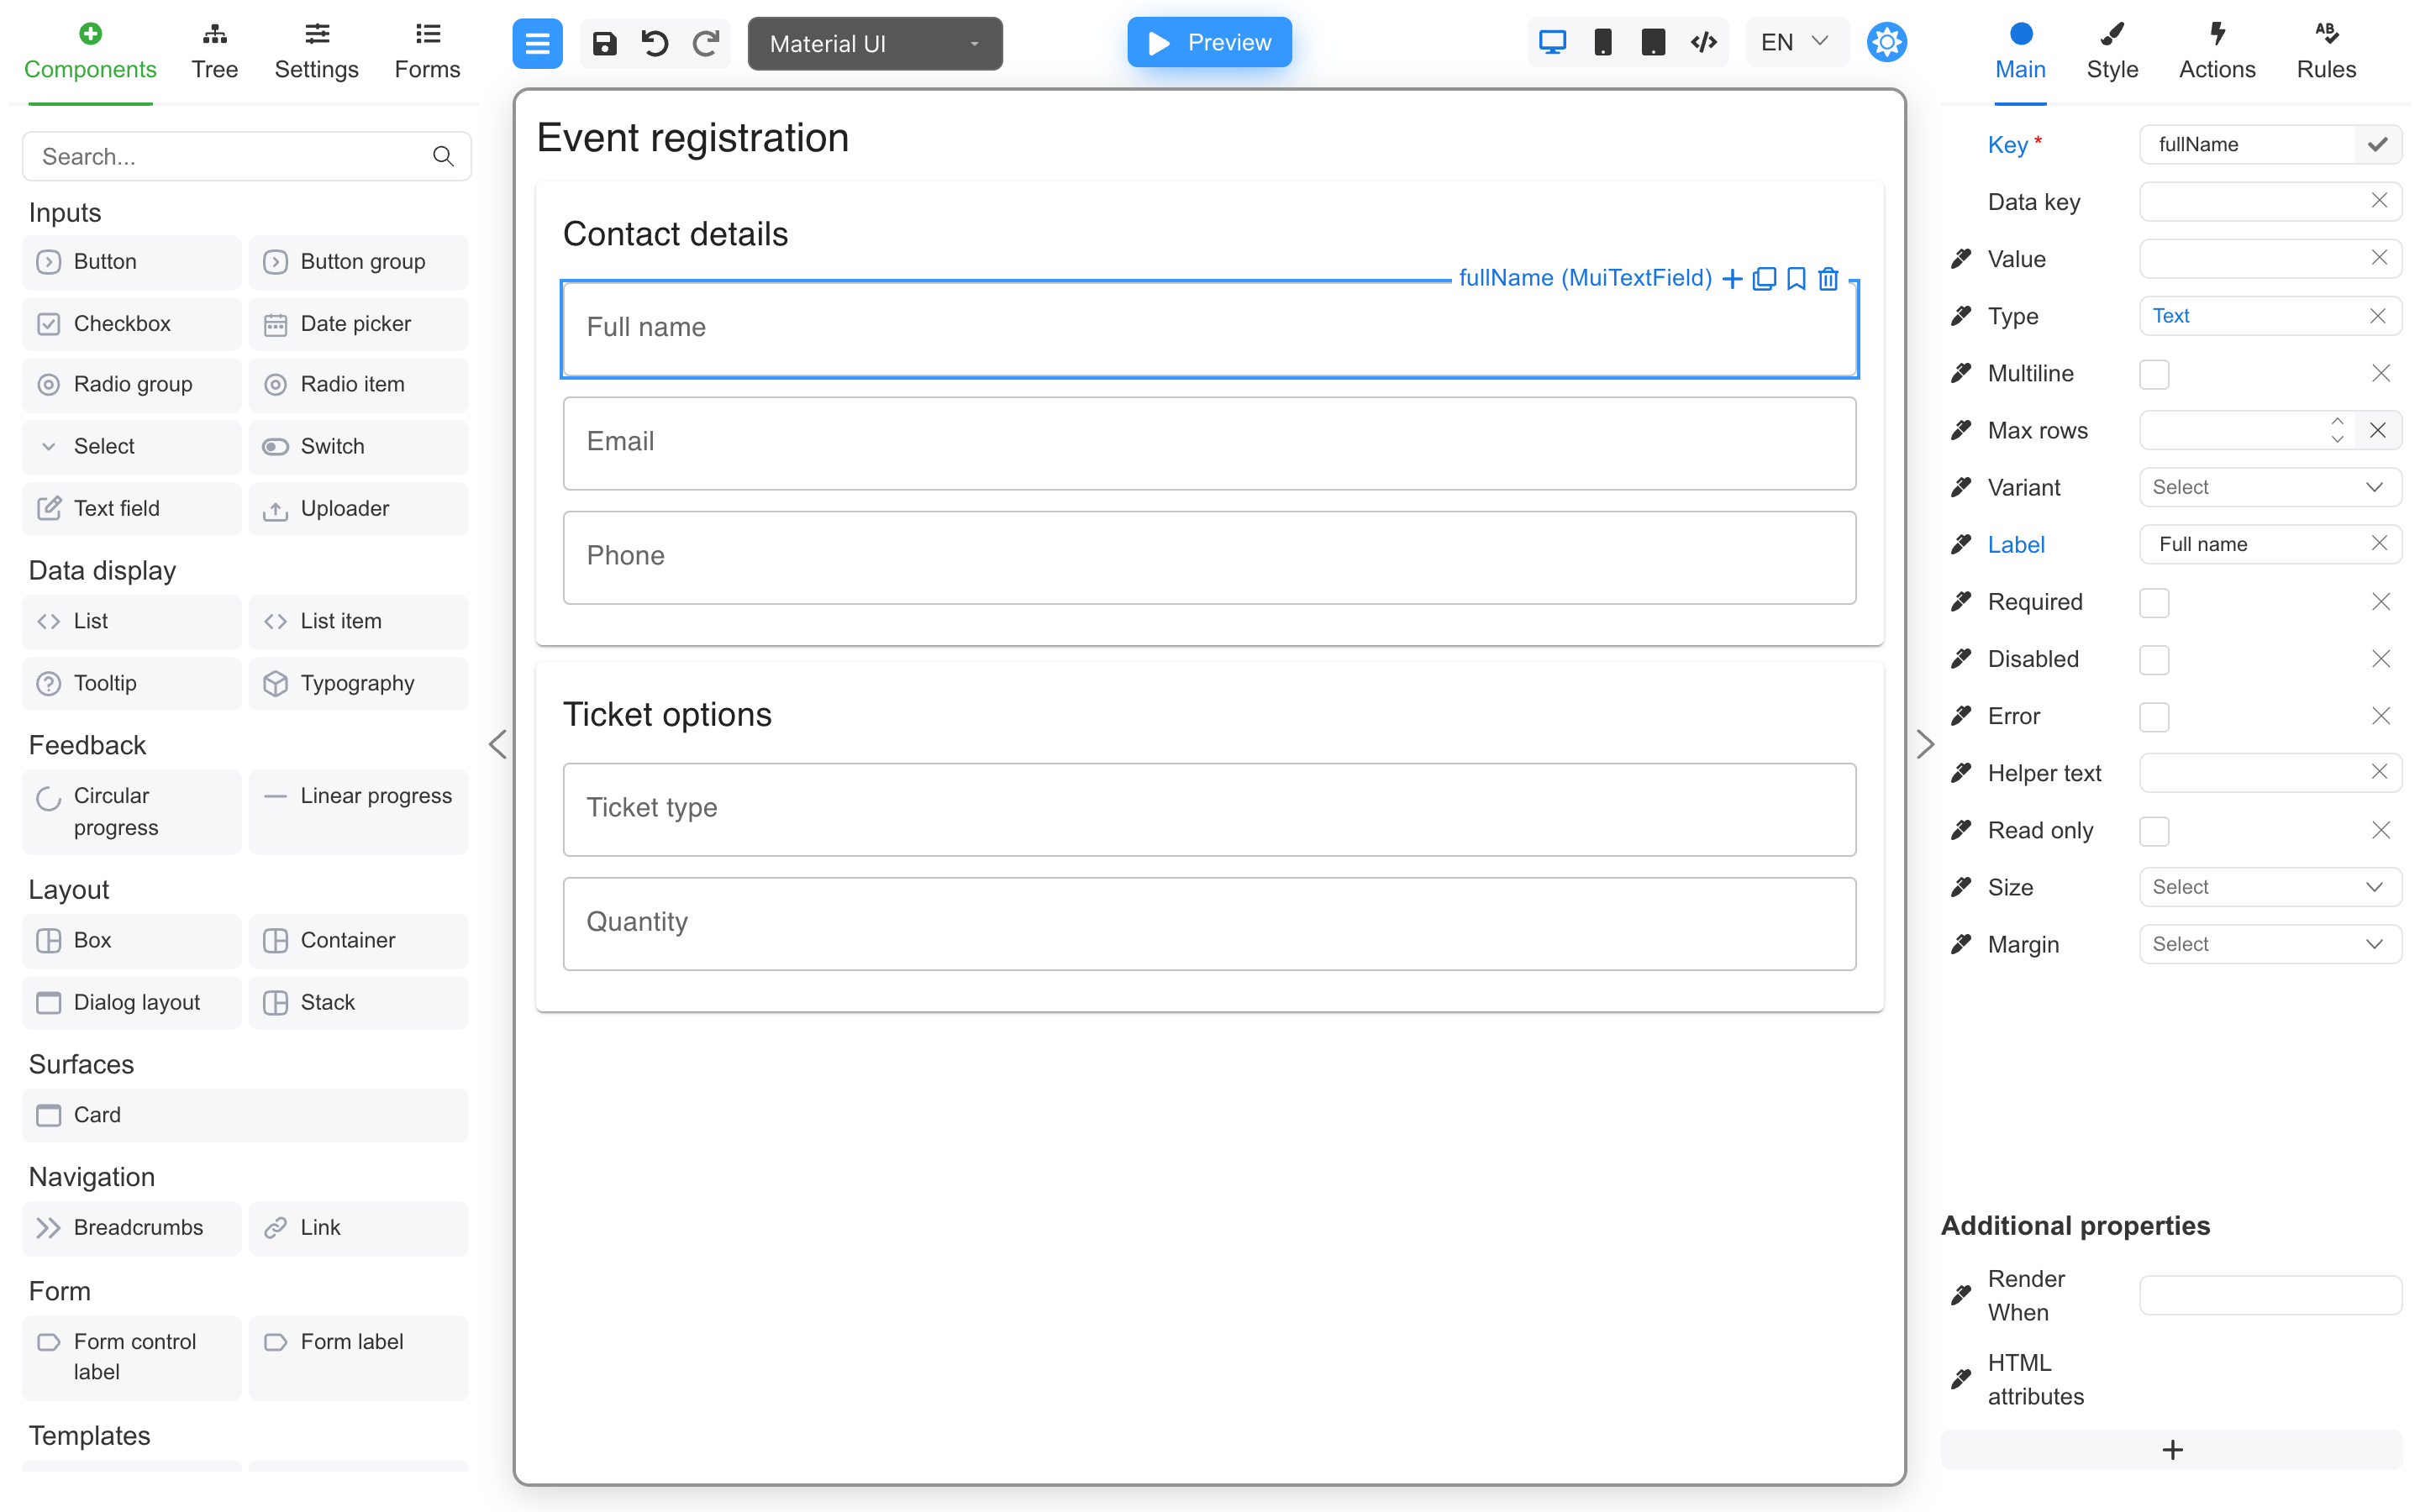 Components
Tree
Settings
Forms
Material UI
Preview
EN
Main
Style
Actions
Rules
Search...
Inputs
Button
Button group
Checkbox
Date picker
Radio group
Radio item
Select
Switch
Text field
Uploader
Data display
List
List item
Tooltip
Typography
Feedback
Circular
progress
Linear progress
Layout
Box
Container
Dialog layout
Stack
Surfaces
Card
Navigation
Breadcrumbs
Link
Form
Form control
label
Form label
Templates
Event registration
Contact details
fullName (MuiTextField)
Full name
Email
Phone
Ticket options
Ticket type
Quantity
Key *
fullName
Data key
Value
Type
Text
Multiline
Max rows
Variant
Select
Label
Full name
Required
Disabled
Error
Helper text
Read only
Size
Select
Margin
Select
Additional properties
Render
When
HTML
attributes